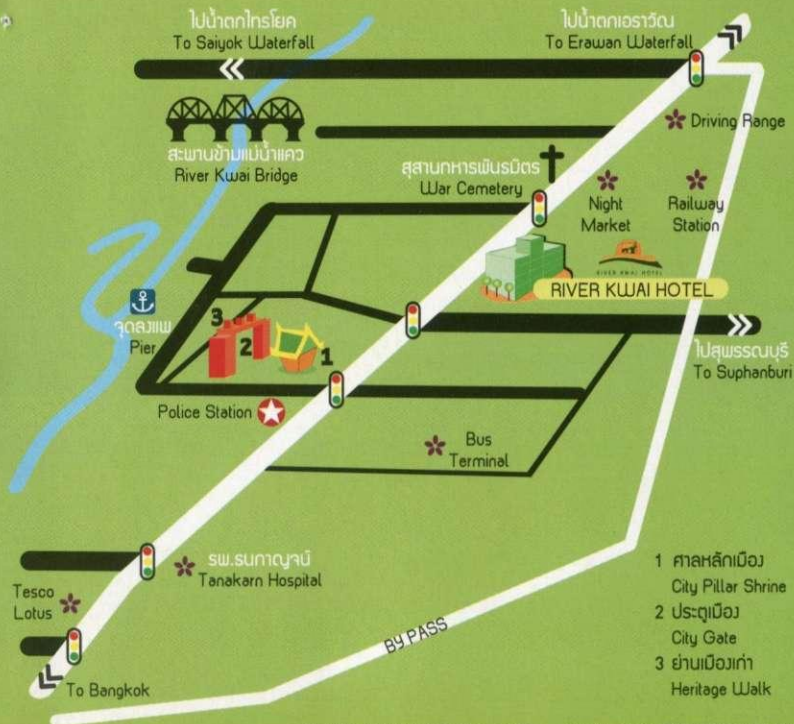 ไปน้ำตกไทรโยค
To Saiyok Waterfall
ไปน้ำตกเอราวัณ
To Erawan Waterfall
Driving Range
สะพานข้ามแม่น้ำแคว
River Kwai Bridge
สุสานทหารพันธมิตร
War Cemetery
Night
Market
Railway
Station
RIVER KWAI HOTEL
RIVER KWAI HOTEL
จุดลงแพ
Pier
3
2
1
ไปสุพรรณบุรี
To Suphanburi
Police Station
Bus
Terminal
รพ.ธนกาญจน์
Tanakarn Hospital
Tesco
Lotus
BY PASS
To Bangkok
1 ศาลหลักเมือง
City Pillar Shrine
2 ประตูเมือง
City Gate
3 ย่านเมืองเก่า
Heritage Walk